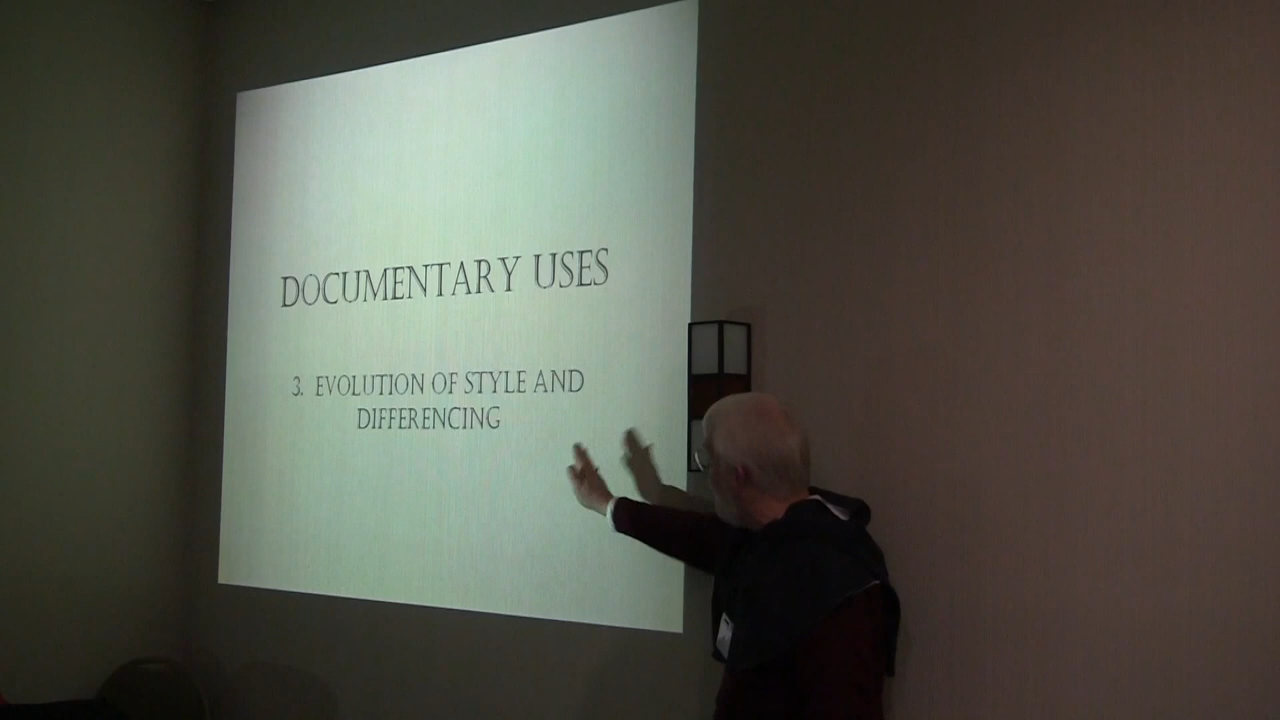 DOCUMENTARY USES
3. EVOLUTION OF STYLE AND
DIFFERENCING